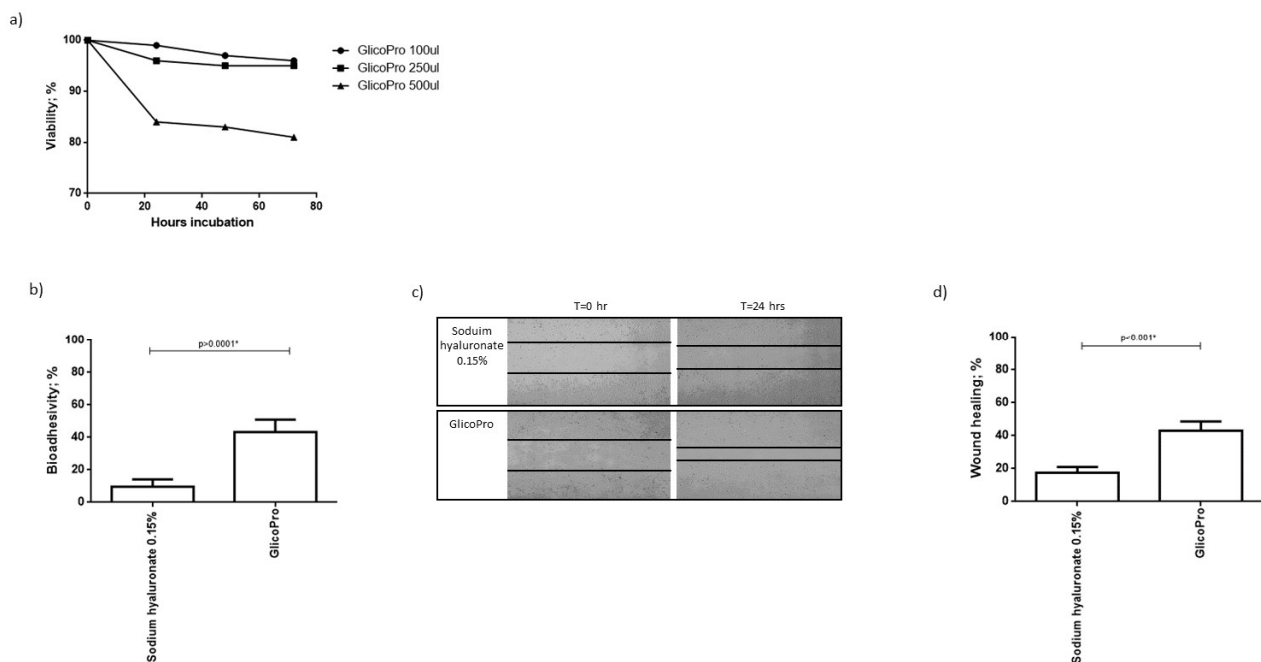 a)
100
90
80
70
Viability; %
0
20
40
60
80
Hours incubation
GlicoPro 100ul
GlicoPro 250ul
GlicoPro 500ul
b)
100
80
60
40
20
0
Bioadhesivity; %
p>0.0001*
Sodium hyaluronate 0.15%
GlicoPro
c)
T=0 hr
T=24 hrs
Soduim
hyaluronate
0.15%
GlicoPro
d)
100
80
60
40
20
0
Wound healing; %
p<0.001*
Sodium hyaluronate 0.15%
GlicoPro